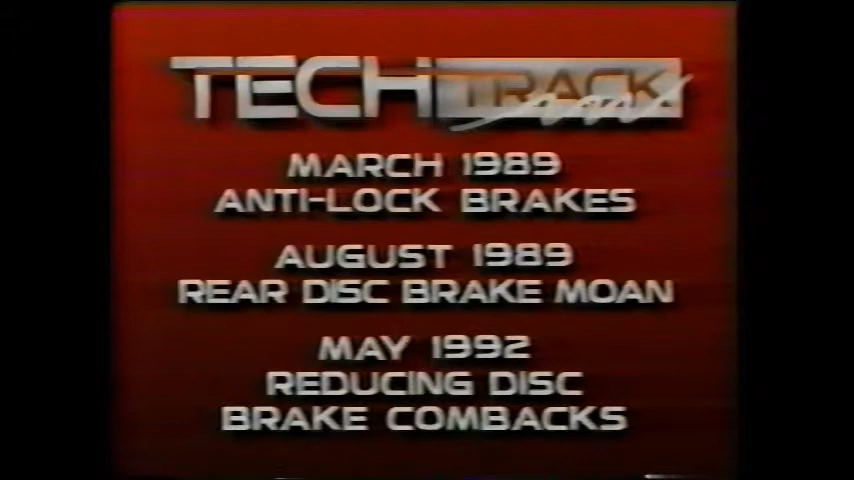 TECH TRACK
MARCH 1989
ANTI-LOCK BRAKES
AUGUST 1989
REAR DISC BRAKE MOAN
MAY 1992
REDUCING DISC
BRAKE COMBACKS